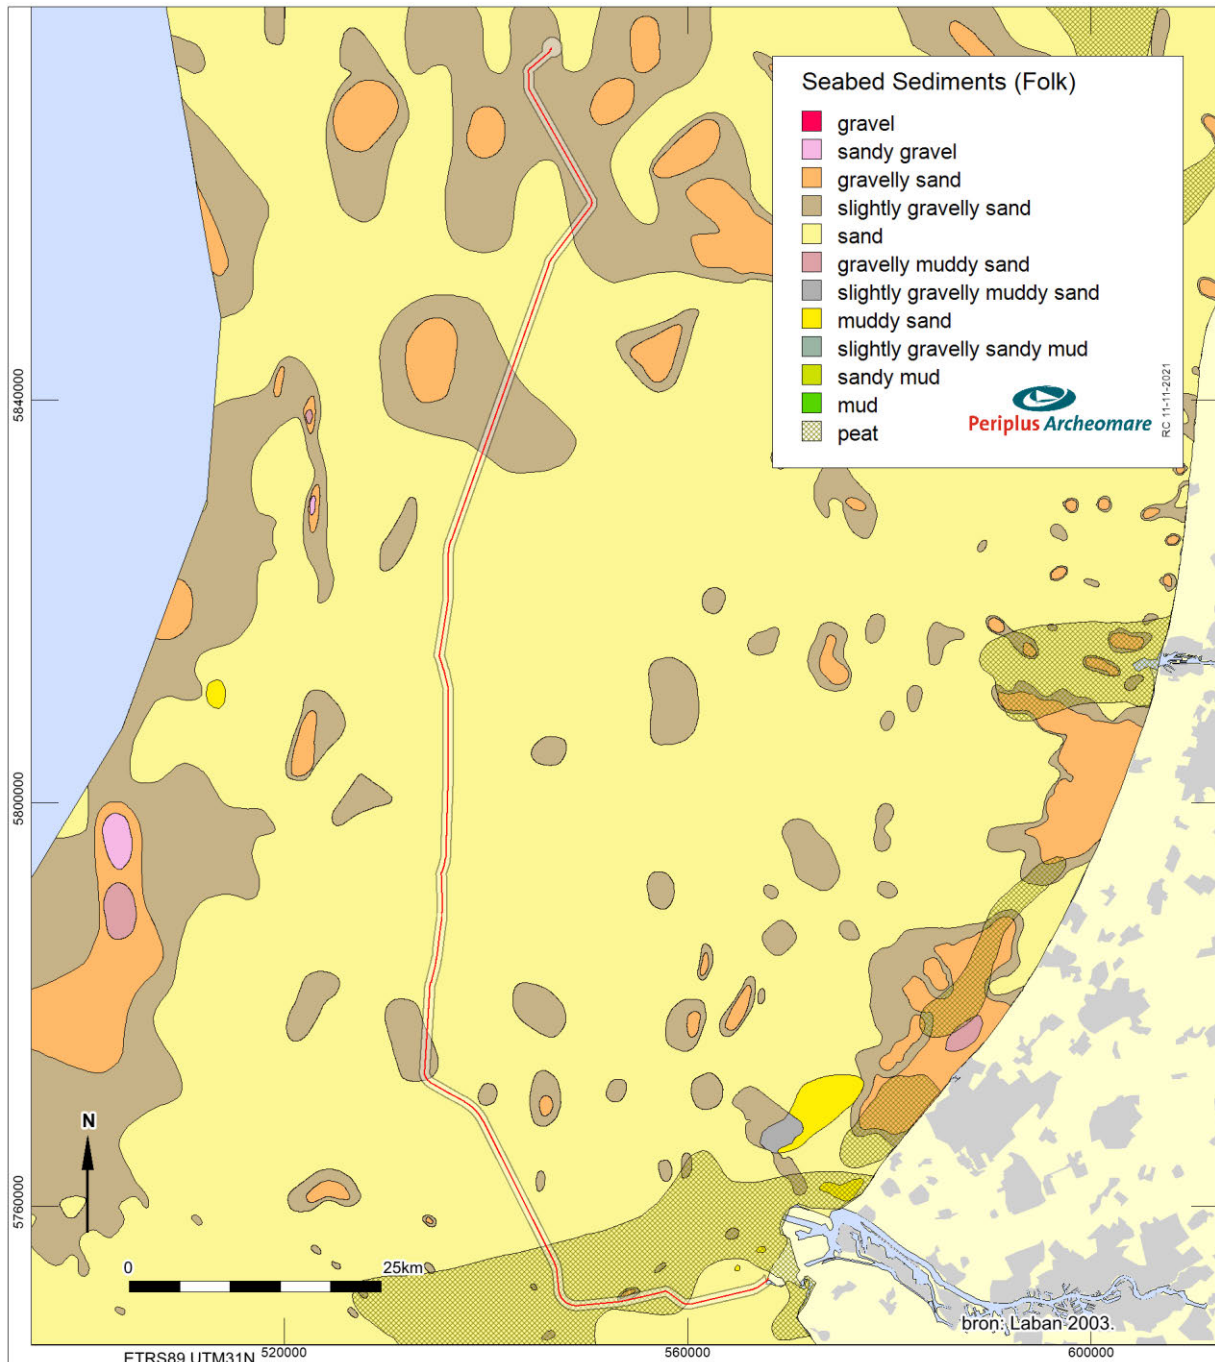 Seabed Sediments (Folk)
gravel
sandy gravel
gravelly sand
slightly gravelly sand
sand
gravelly muddy sand
slightly gravelly muddy sand
muddy sand
slightly gravelly sandy mud
sandy mud
mud
peat
Periplus Archeomare
RC 11-11-2021
5840000
5800000
5760000
N
0 25km
bron: Laban 2003.
ETRS89 UTM31N
520000 560000 600000